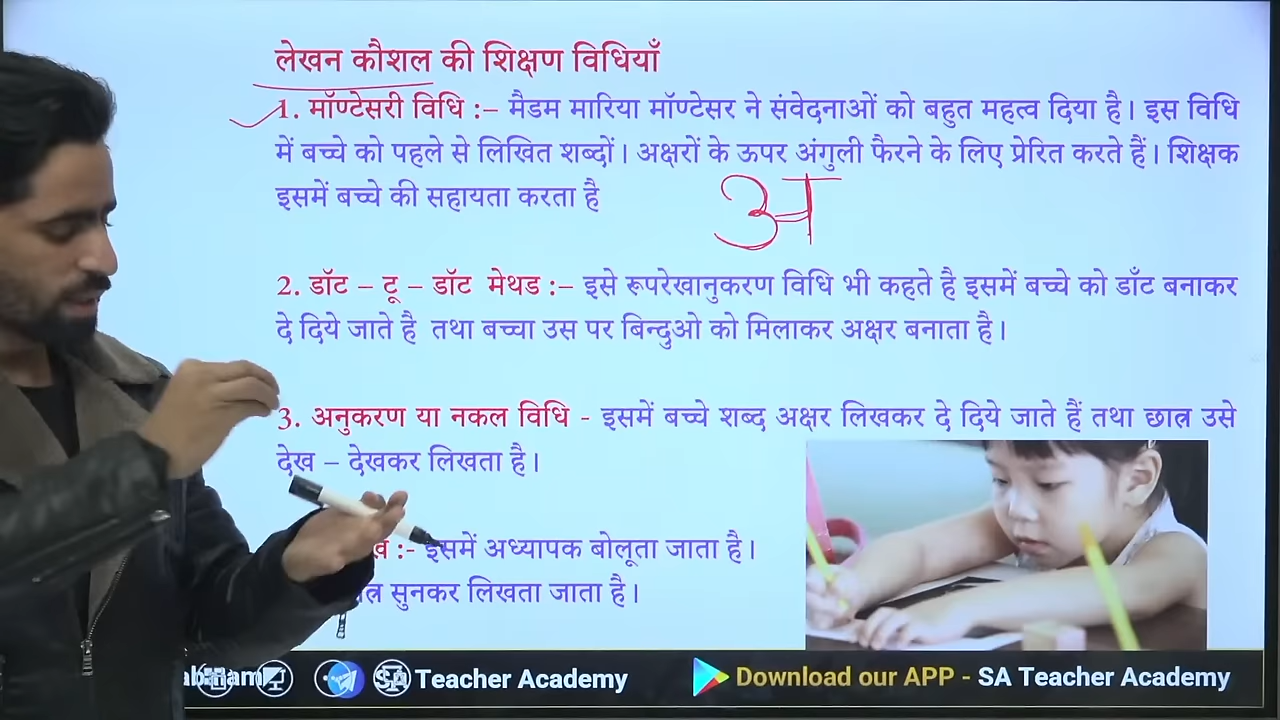 लेखन कौशल की शिक्षण विधियाँ
1. मॉण्टेसरी विधि :– मैडम मारिया मॉण्टेसर ने संवेदनाओं को बहुत महत्व दिया है। इस विधि
में बच्चे को पहले से लिखित शब्दों। अक्षरों के ऊपर अंगुली फैरने के लिए प्रेरित करते हैं। शिक्षक
इसमें बच्चे की सहायता करता है
अ
2. डॉट – टू – डॉट मेथड :– इसे रूपरेखानुकरण विधि भी कहते है इसमें बच्चे को डाँट बनाकर
दे दिये जाते है तथा बच्चा उस पर बिन्दुओ को मिलाकर अक्षर बनाता है।
3. अनुकरण या नकल विधि - इसमें बच्चे शब्द अक्षर लिखकर दे दिये जाते हैं तथा छात्र उसे
देख – देखकर लिखता है।
:- इसमें अध्यापक बोलूता जाता है।
सुनकर लिखता जाता है।
SA Teacher Academy
Download our APP - SA Teacher Academy